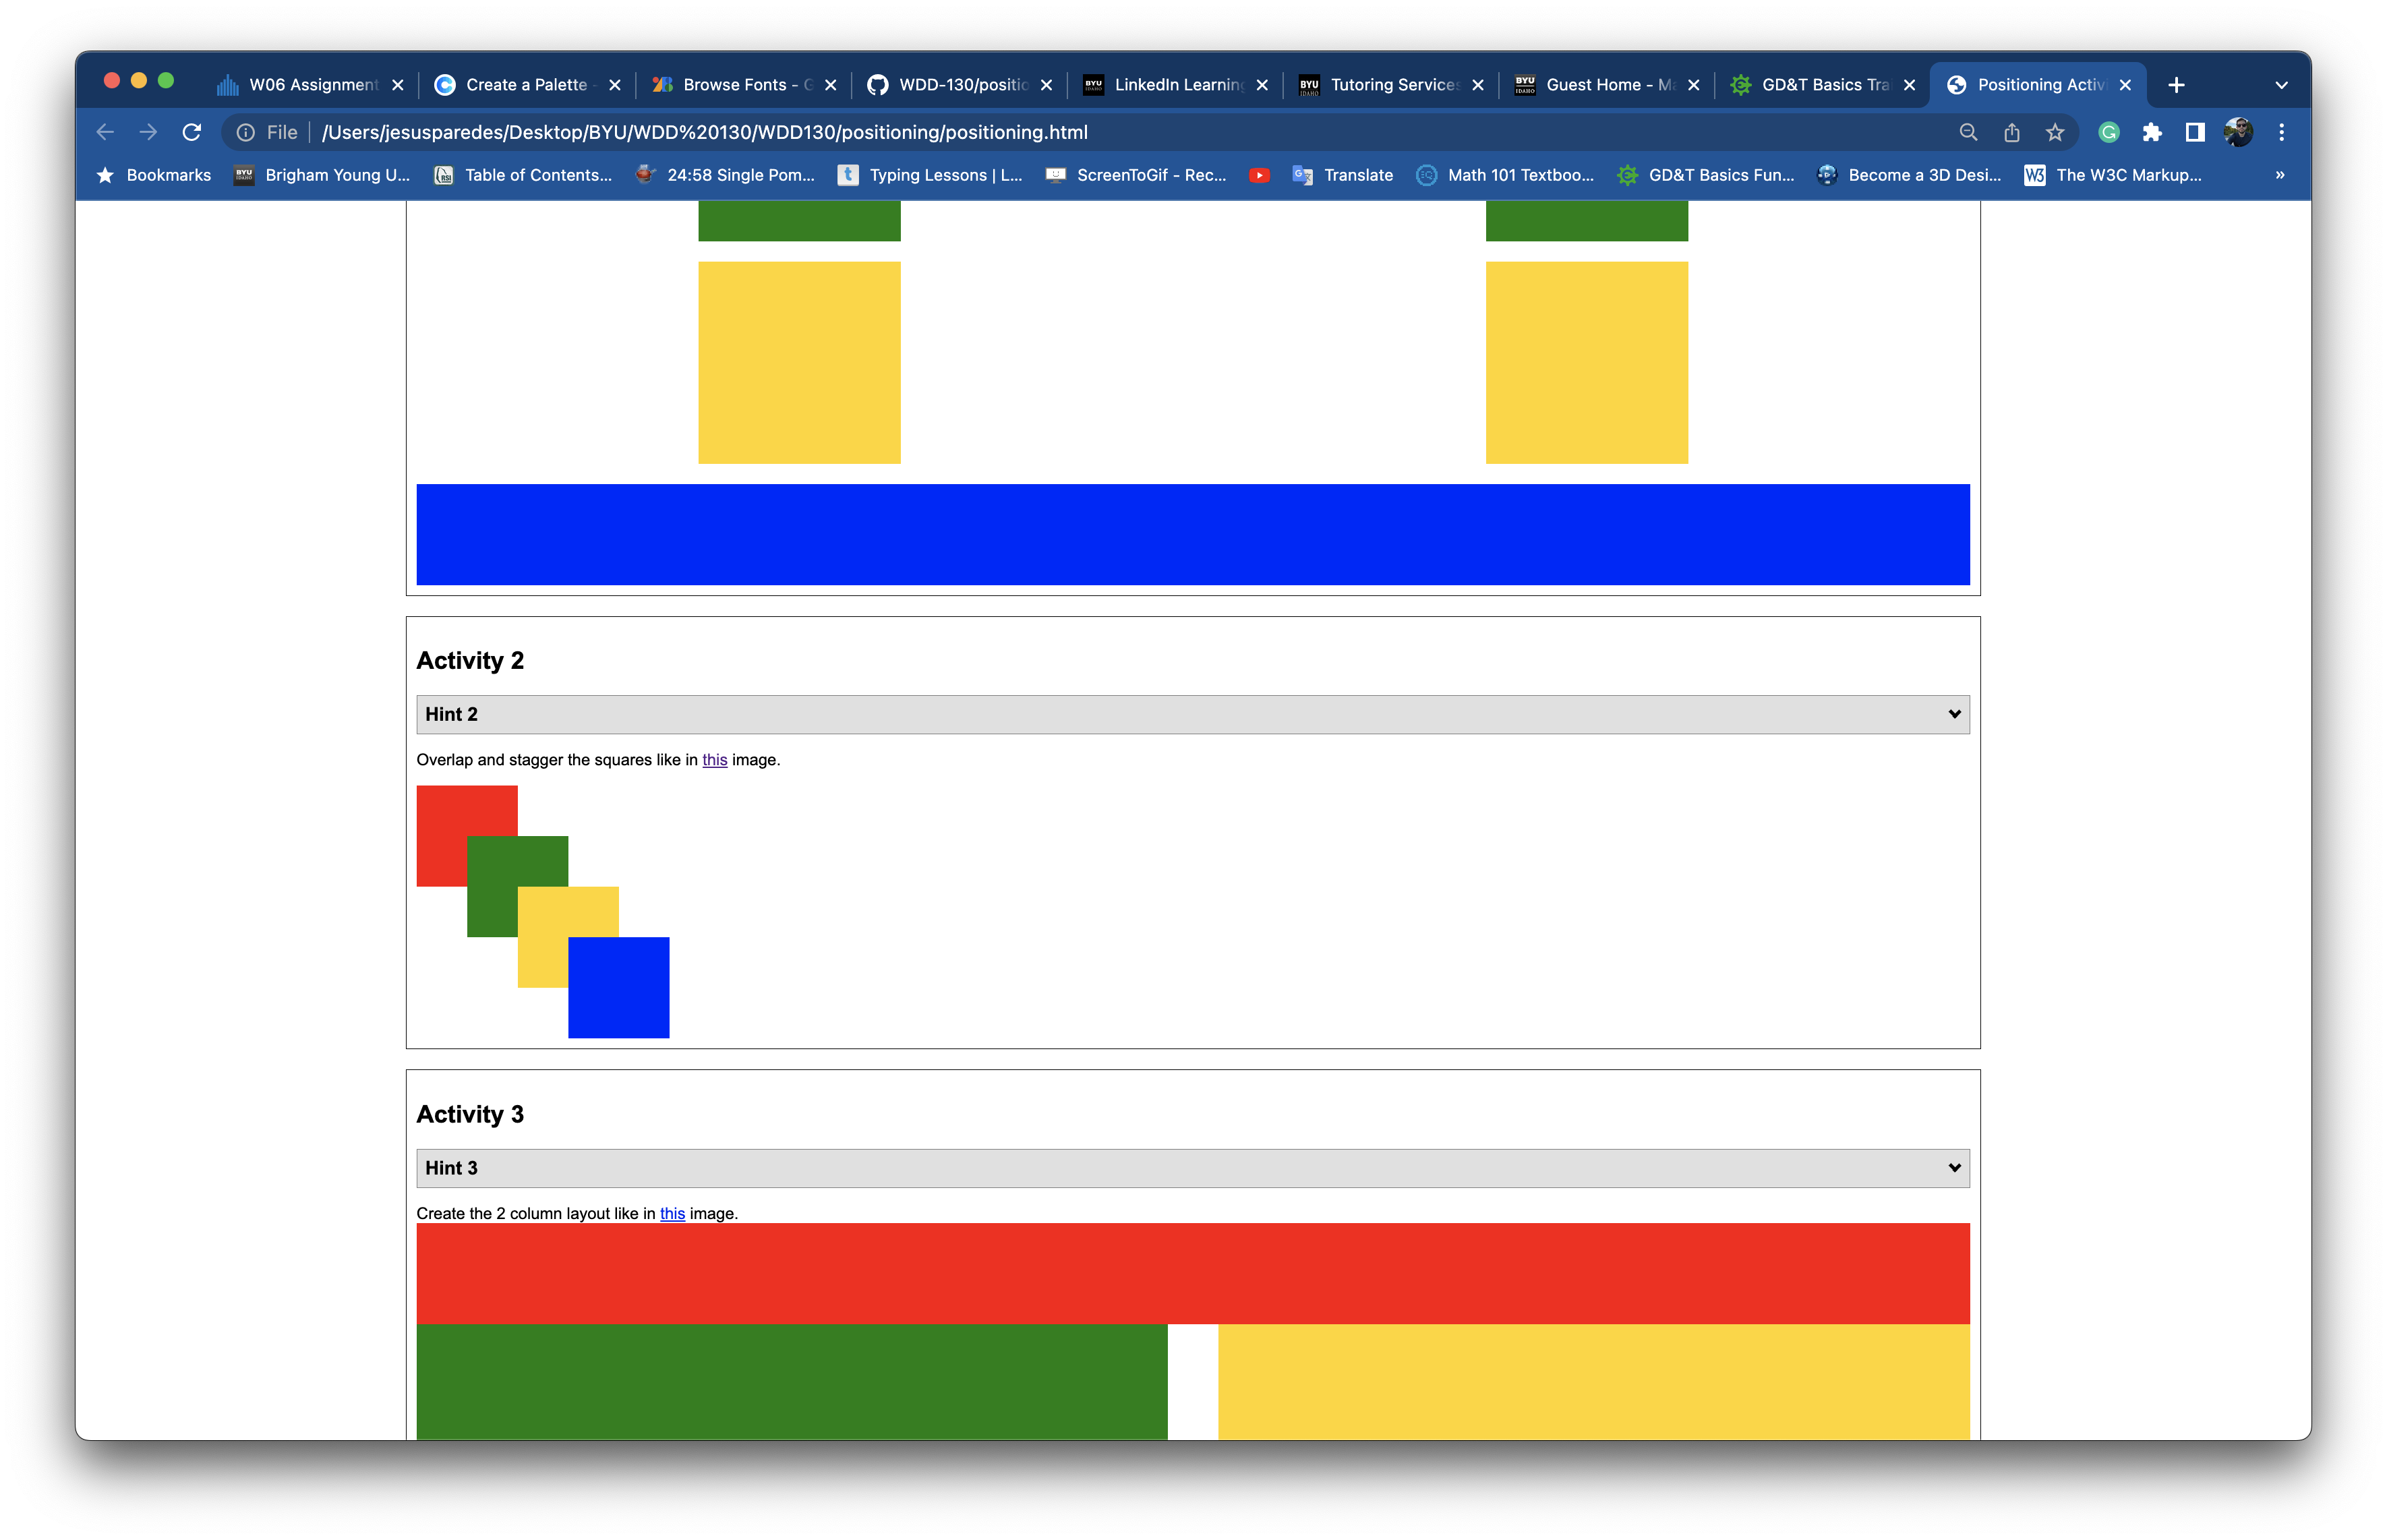 W06 Assignment
Create a Palette -
Browse Fonts - G
WDD-130/positio
LinkedIn Learning
Tutoring Services
Guest Home - Ma
GD&T Basics Trai
Positioning Activi
File
/Users/jesusparedes/Desktop/BYU/WDD%20130/WDD130/positioning/positioning.html
Bookmarks
Brigham Young U...
Table of Contents...
24:58 Single Pom...
Typing Lessons | L...
ScreenToGif - Rec...
Translate
Math 101 Textboo...
GD&T Basics Fun...
Become a 3D Desi...
The W3C Markup...
Activity 2
Hint 2
Overlap and stagger the squares like in this image.
Activity 3
Hint 3
Create the 2 column layout like in this image.